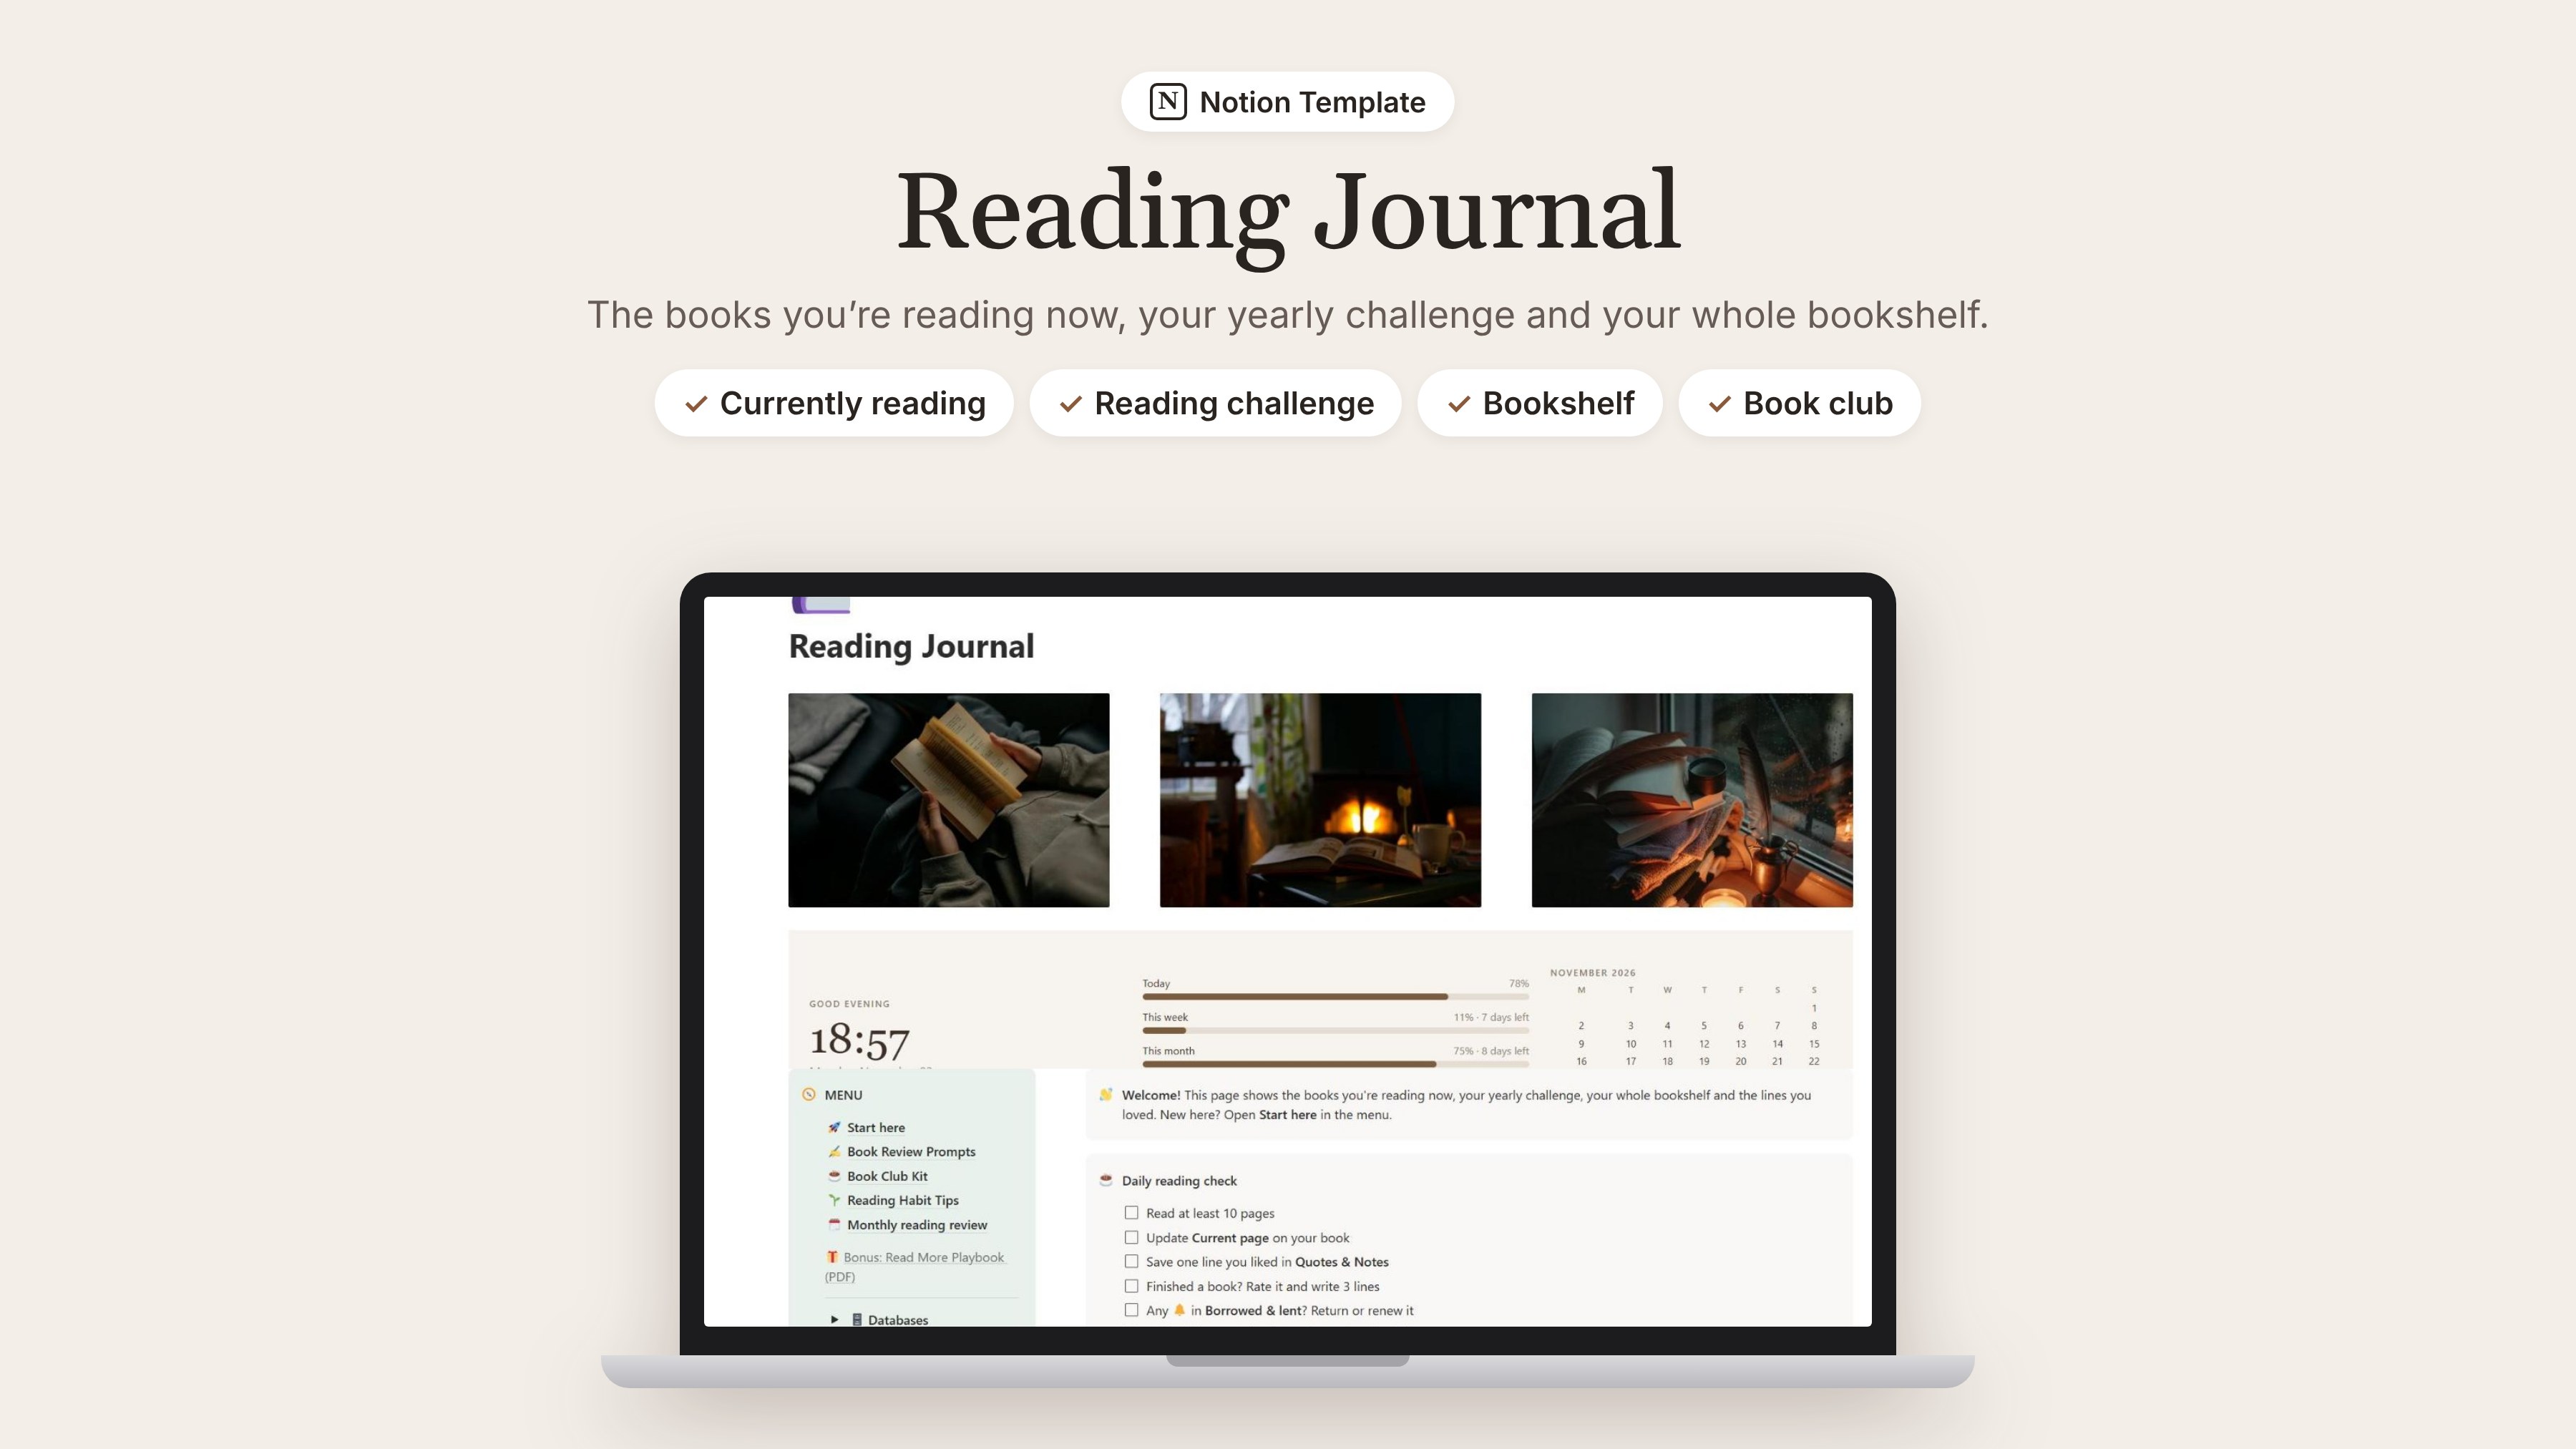 N Notion Template
Reading Journal
The books you’re reading now, your yearly challenge and your whole bookshelf.
Currently reading
Reading challenge
Bookshelf
Book club
Reading Journal
GOOD EVENING
18:57
Today 78%
This week 11% · 7 days left
This month 75% · 8 days left
NOVEMBER 2026
M T W T F S S
1
2 3 4 5 6 7 8
9 10 11 12 13 14 15
16 17 18 19 20 21 22
MENU
Start here
Book Review Prompts
Book Club Kit
Reading Habit Tips
Monthly reading review
Bonus: Read More Playbook
(PDF)
Databases
Welcome! This page shows the books you're reading now, your yearly challenge, your whole bookshelf and the lines you
loved. New here? Open Start here in the menu.
Daily reading check
Read at least 10 pages
Update Current page on your book
Save one line you liked in Quotes & Notes
Finished a book? Rate it and write 3 lines
Any 🔔 in Borrowed & lent? Return or renew it